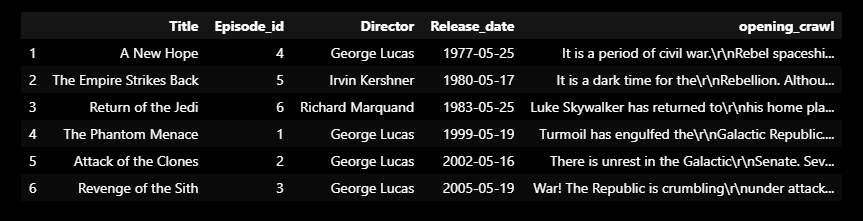 Title Episode_id Director Release_date opening_crawl
1 A New Hope 4 George Lucas 1977-05-25 It is a period of civil war.\r\nRebel spaceshi...
2 The Empire Strikes Back 5 Irvin Kershner 1980-05-17 It is a dark time for the\r\nRebellion. Althou...
3 Return of the Jedi 6 Richard Marquand 1983-05-25 Luke Skywalker has returned to\r\nhis home pla...
4 The Phantom Menace 1 George Lucas 1999-05-19 Turmoil has engulfed the\r\nGalactic Republic....
5 Attack of the Clones 2 George Lucas 2002-05-16 There is unrest in the Galactic\r\nSenate. Sev...
6 Revenge of the Sith 3 George Lucas 2005-05-19 War! The Republic is crumbling\r\nunder attack...